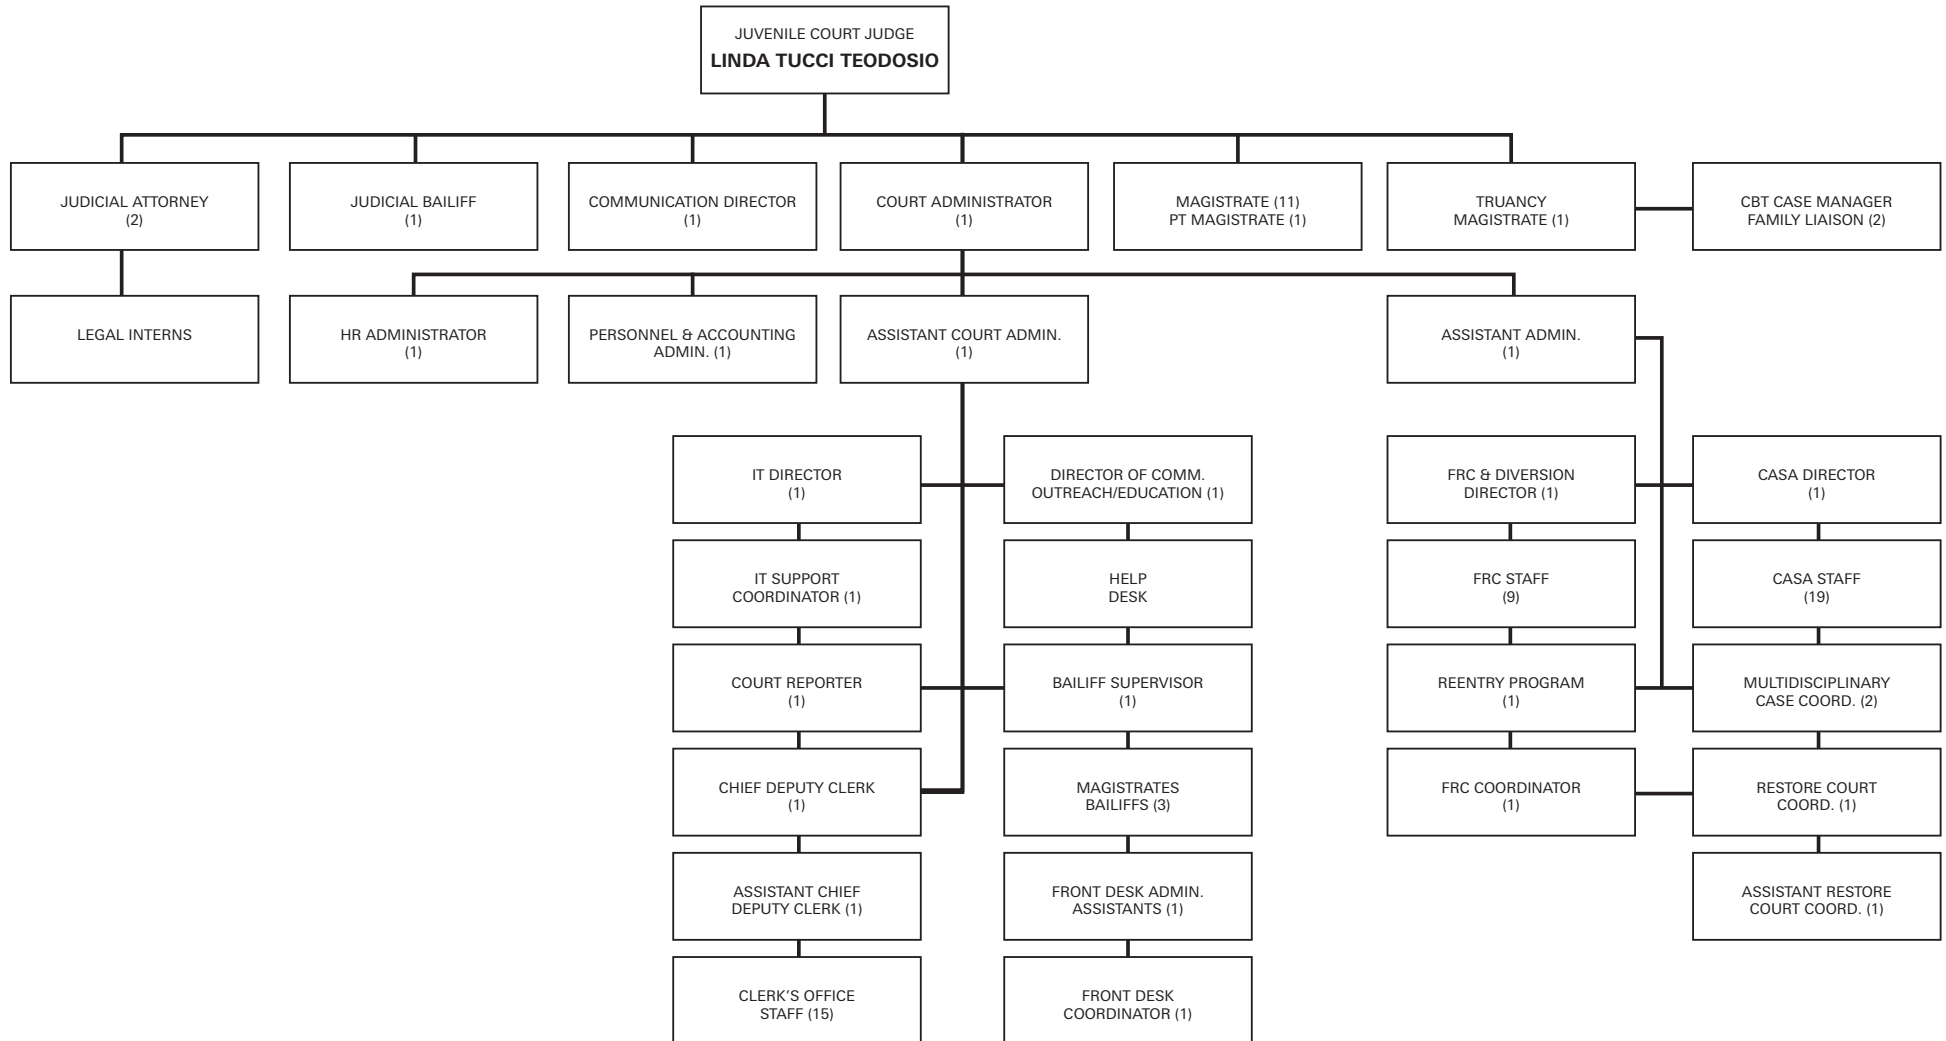 JUVENILE COURT JUDGE
LINDA TUCCI TEODOSIO
JUDICIAL ATTORNEY
(2)
JUDICIAL BAILIFF
(1)
COMMUNICATION DIRECTOR
(1)
COURT ADMINISTRATOR
(1)
MAGISTRATE (11)
PT MAGISTRATE (1)
TRUANCY
MAGISTRATE (1)
CBT CASE MANAGER
FAMILY LIAISON (2)
LEGAL INTERNS
HR ADMINISTRATOR
(1)
PERSONNEL & ACCOUNTING
ADMIN. (1)
ASSISTANT COURT ADMIN.
(1)
ASSISTANT ADMIN.
(1)
IT DIRECTOR
(1)
DIRECTOR OF COMM.
OUTREACH/EDUCATION (1)
FRC & DIVERSION
DIRECTOR (1)
CASA DIRECTOR
(1)
IT SUPPORT
COORDINATOR (1)
HELP
DESK
FRC STAFF
(9)
CASA STAFF
(19)
COURT REPORTER
(1)
BAILIFF SUPERVISOR
(1)
REENTRY PROGRAM
(1)
MULTIDISCIPLINARY
CASE COORD. (2)
CHIEF DEPUTY CLERK
(1)
MAGISTRATES
BAILIFFS (3)
FRC COORDINATOR
(1)
RESTORE COURT
COORD. (1)
ASSISTANT CHIEF
DEPUTY CLERK (1)
FRONT DESK ADMIN.
ASSISTANTS (1)
ASSISTANT RESTORE
COURT COORD. (1)
CLERK'S OFFICE
STAFF (15)
FRONT DESK
COORDINATOR (1)